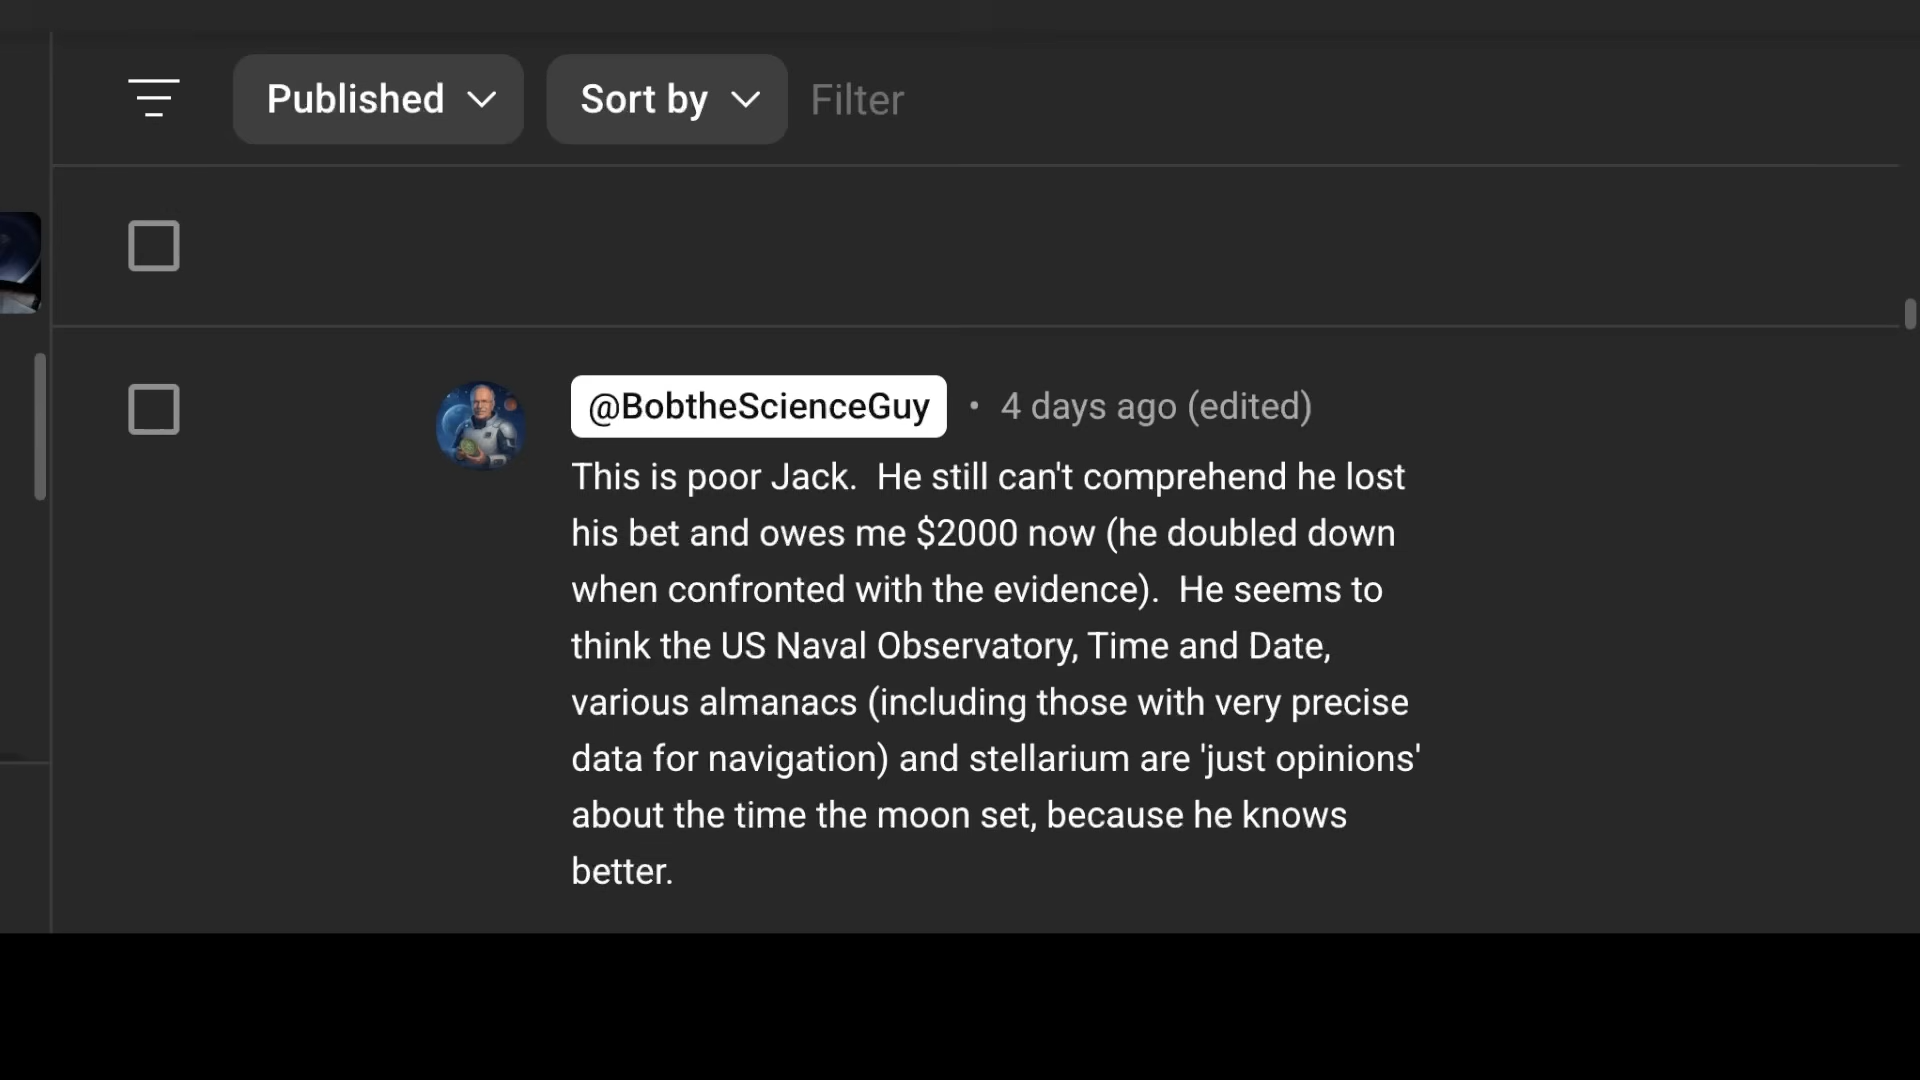 Published
Sort by
Filter
@BobtheScienceGuy • 4 days ago (edited)
This is poor Jack.  He still can't comprehend he lost
his bet and owes me $2000 now (he doubled down
when confronted with the evidence).  He seems to
think the US Naval Observatory, Time and Date,
various almanacs (including those with very precise
data for navigation) and stellarium are 'just opinions'
about the time the moon set, because he knows
better.